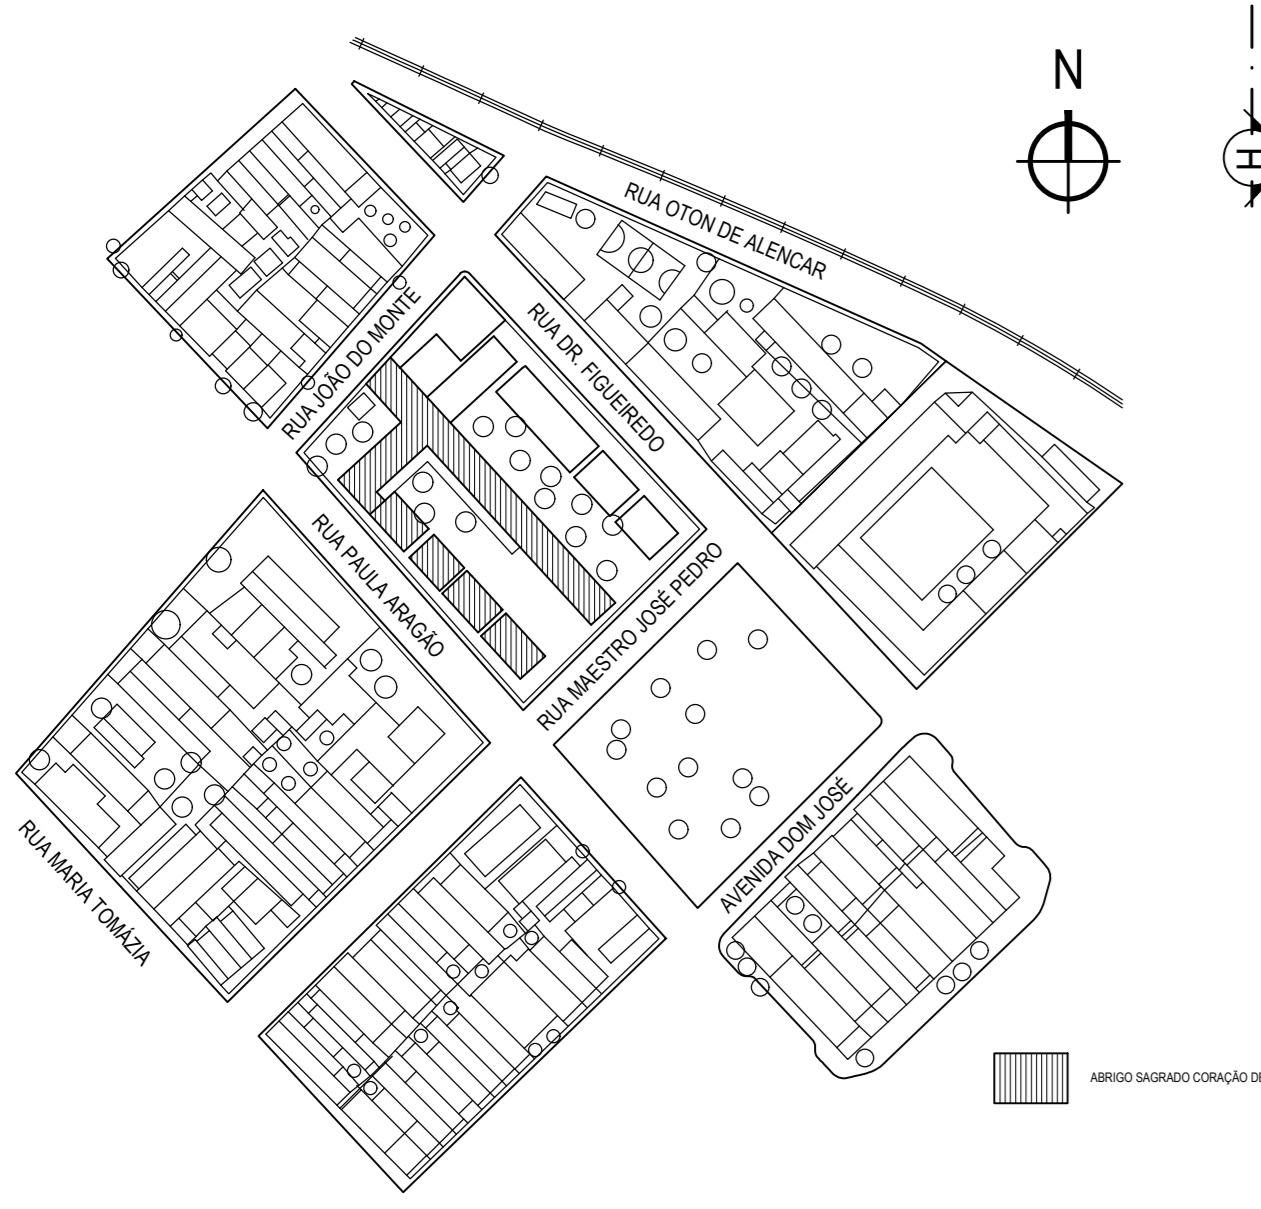 N
H
RUA OTON DE ALENCAR
RUA JOÃO DO MONTE
RUA DR. FIGUEIREDO
RUA PAULA ARAGÃO
RUA MAESTRO JOSÉ PEDRO
AVENIDA DOM JOSÉ
RUA MARIA TOMÁZIA
ABRIGO SAGRADO CORAÇÃO DE